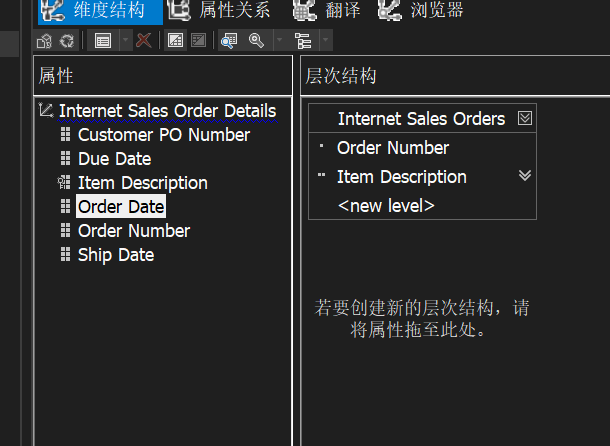 维度结构 属性关系 翻译 浏览器
属性
Internet Sales Order Details
Customer PO Number
Due Date
Item Description
Order Date
Order Number
Ship Date
层次结构
Internet Sales Orders
Order Number
Item Description
<new level>
若要创建新的层次结构，请
将属性拖至此处。